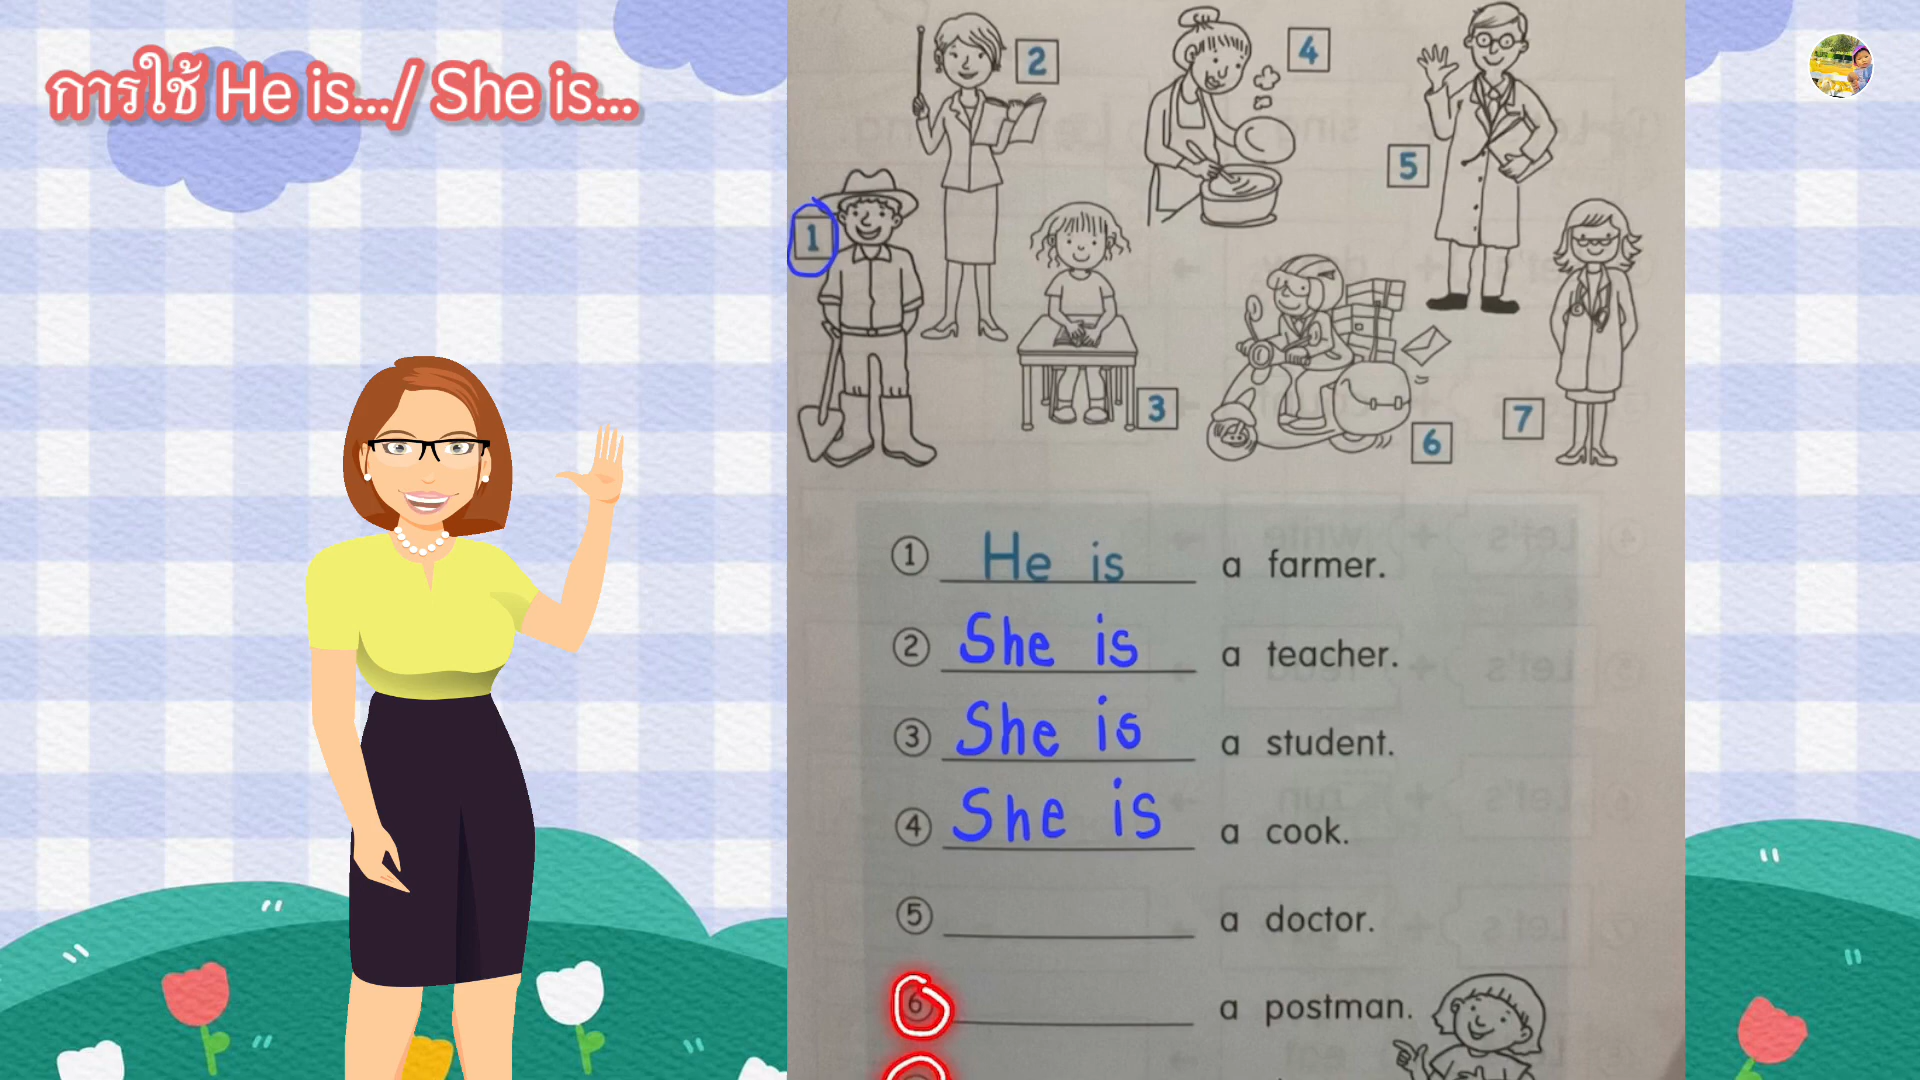 การใช้ He is.../ She is...
2
4
5
1
3
6
7
① He is a farmer.
② She is a teacher.
③ She is a student.
④ She is a cook.
⑤ a doctor.
⑥ a postman.